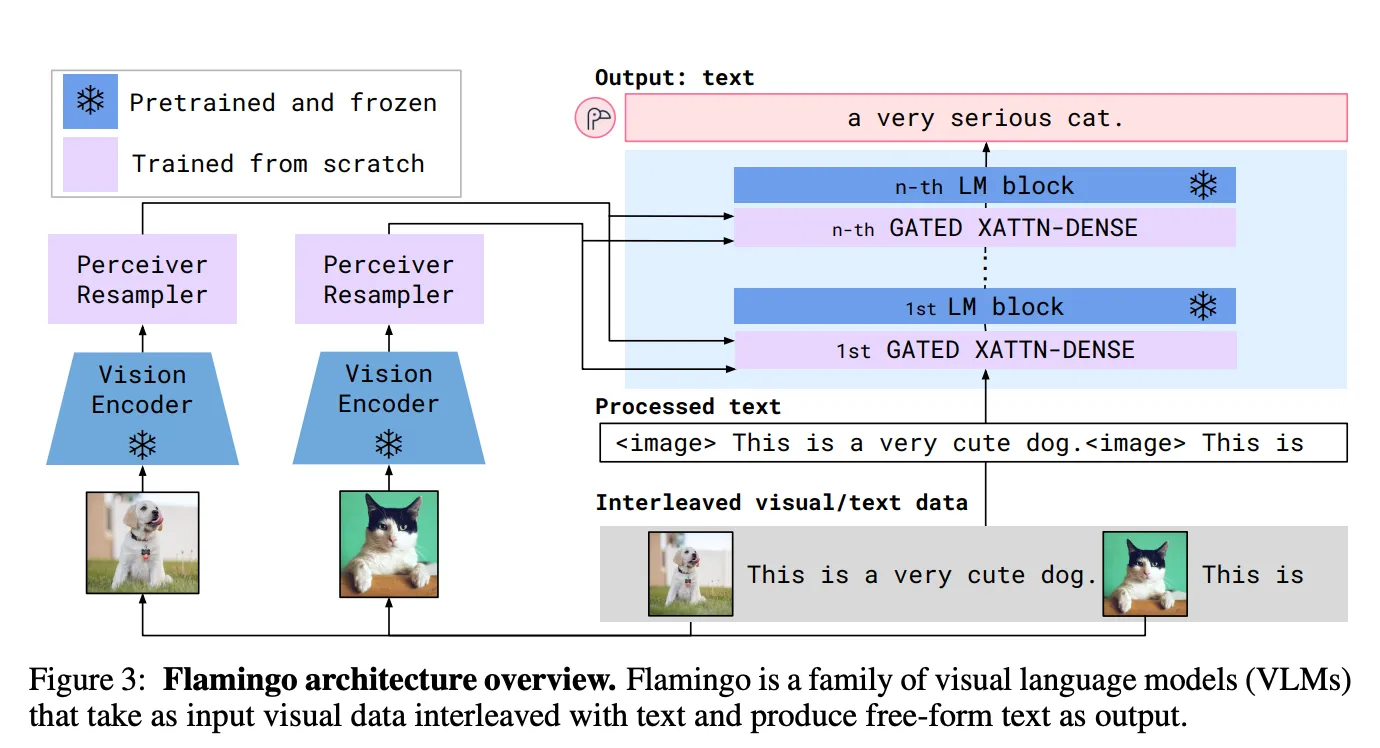 Pretrained and frozen
Trained from scratch
Output: text
a very serious cat.
n-th LM block
n-th GATED XATTN-DENSE
1st LM block
1st GATED XATTN-DENSE
Perceiver
Resampler
Perceiver
Resampler
Vision
Encoder
Vision
Encoder
Processed text
<image> This is a very cute dog.<image> This is
Interleaved visual/text data
This is a very cute dog.
This is
Figure 3: Flamingo architecture overview. Flamingo is a family of visual language models (VLMs)
that take as input visual data interleaved with text and produce free-form text as output.